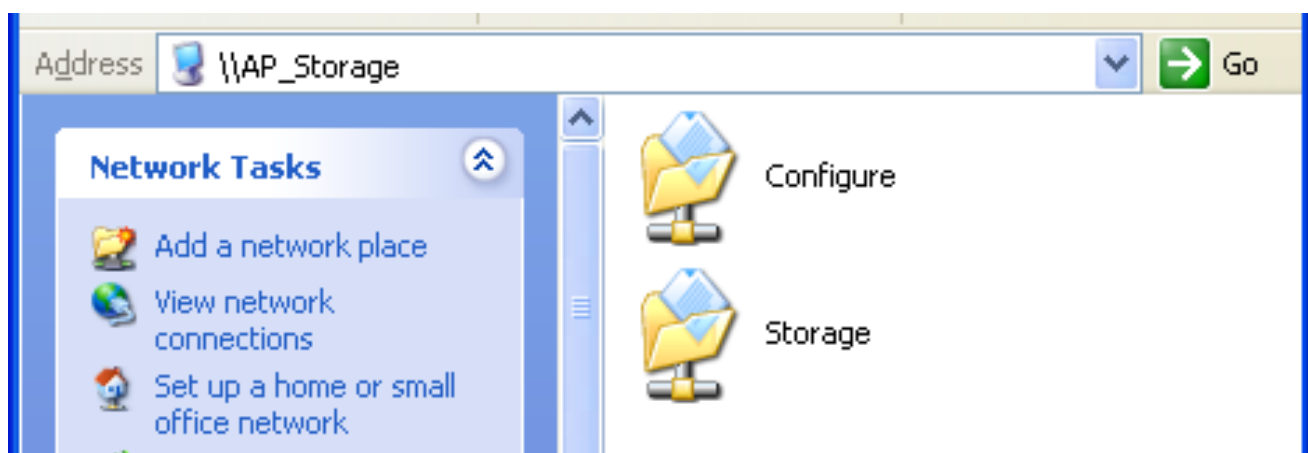 Address \\AP_Storage Go
Network Tasks
Add a network place
View network
connections
Set up a home or small
office network
Configure
Storage